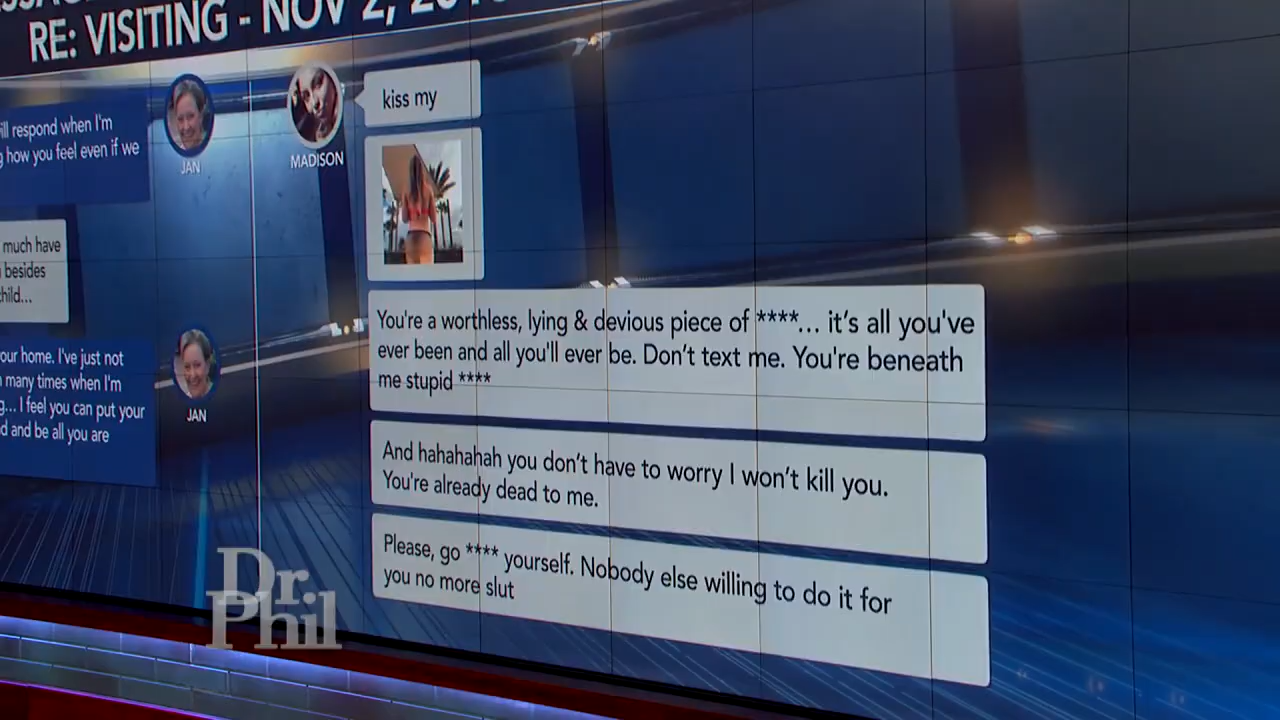 RE: VISITING - NOV 2,
ill respond when I'm
how you feel even if we
JAN
much have
besides
hild...
our home. I've just not
many times when I'm
g... I feel you can put your
d and be all you are
JAN
MADISON
kiss my
You're a worthless, lying & devious piece of ****... it's all you've
ever been and all you'll ever be. Don't text me. You're beneath
me stupid ****
And hahahahah you don't have to worry I won't kill you.
You're already dead to me.
Please, go **** yourself. Nobody else willing to do it for
you no more slut
Dr.
Phil